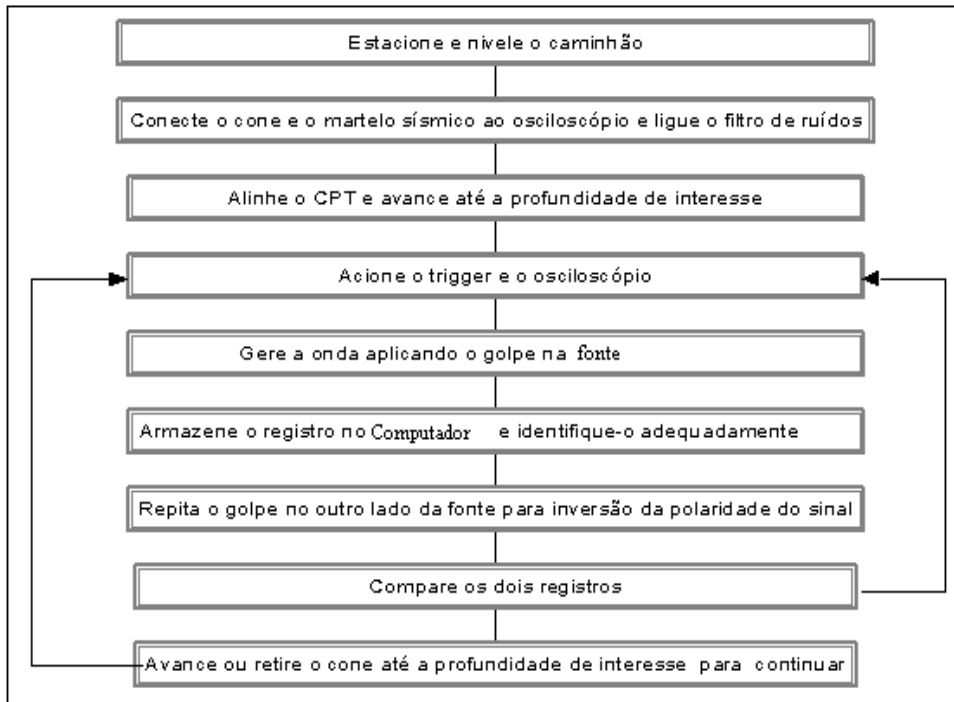 Estacione e nivele o caminhão
Conecte o cone e o martelo sísmico ao osciloscópio e ligue o filtro de ruídos
Alinhe o CPT e avance até a profundidade de interesse
Acione o trigger e o osciloscópio
Gere a onda aplicando o golpe na fonte
Armazene o registro no Computador e identifique-o adequadamente
Repita o golpe no outro lado da fonte para inversão da polaridade do sinal
Compare os dois registros
Avance ou retire o cone até a profundidade de interesse para continuar